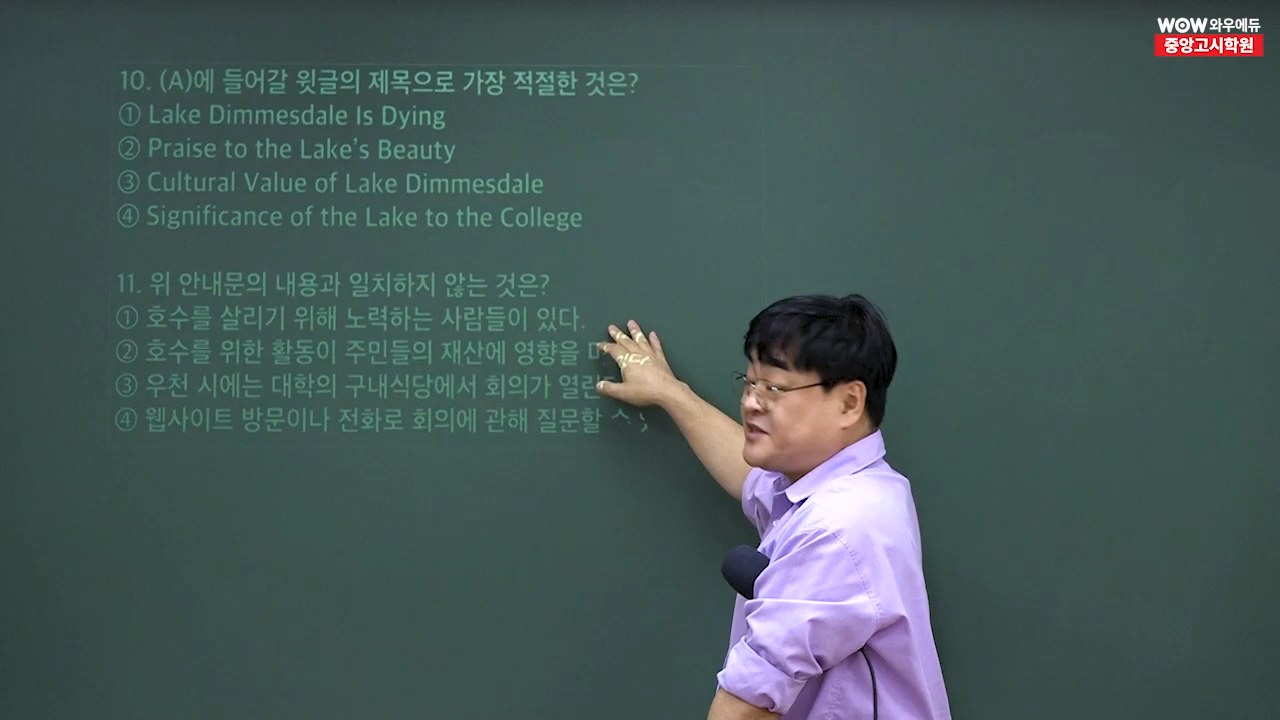 WOW 와우에듀
중앙고시학원
10. (A)에 들어갈 윗글의 제목으로 가장 적절한 것은?
① Lake Dimmesdale Is Dying
② Praise to the Lake's Beauty
③ Cultural Value of Lake Dimmesdale
④ Significance of the Lake to the College
11. 위 안내문의 내용과 일치하지 않는 것은?
① 호수를 살리기 위해 노력하는 사람들이 있다.
② 호수를 위한 활동이 주민들의 재산에 영향을
③ 우천 시에는 대학의 구내식당에서 회의가
④ 웹사이트 방문이나 전화로 회의에 관해 질문할